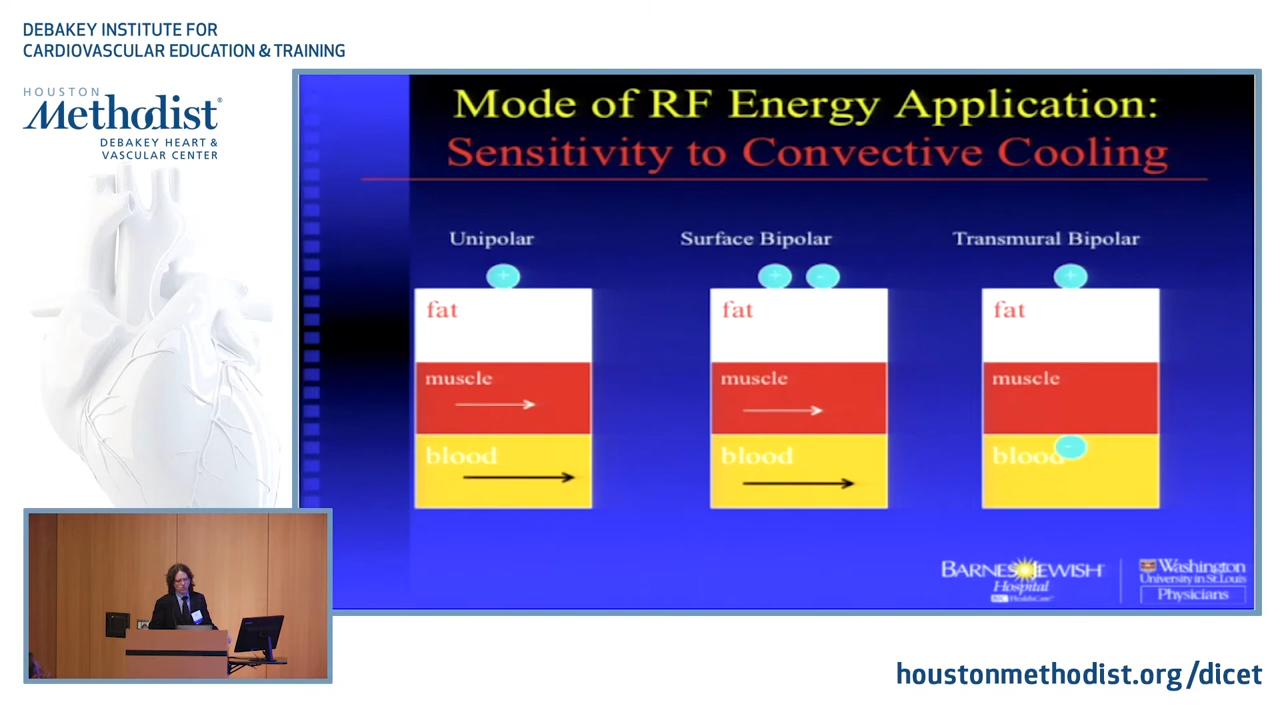 DEBAKEY INSTITUTE FOR
CARDIOVASCULAR EDUCATION & TRAINING
HOUSTON
Methodist®
DEBAKEY HEART &
VASCULAR CENTER
Mode of RF Energy Application:
Sensitivity to Convective Cooling
Unipolar
Surface Bipolar
Transmural Bipolar
+
+ -
+
fat
fat
fat
muscle
muscle
muscle
blood
blood
blood
-
BARNES JEWISH
Hospital
BJC HealthCare
Washington
University in St. Louis
Physicians
houstonmethodist.org/dicet